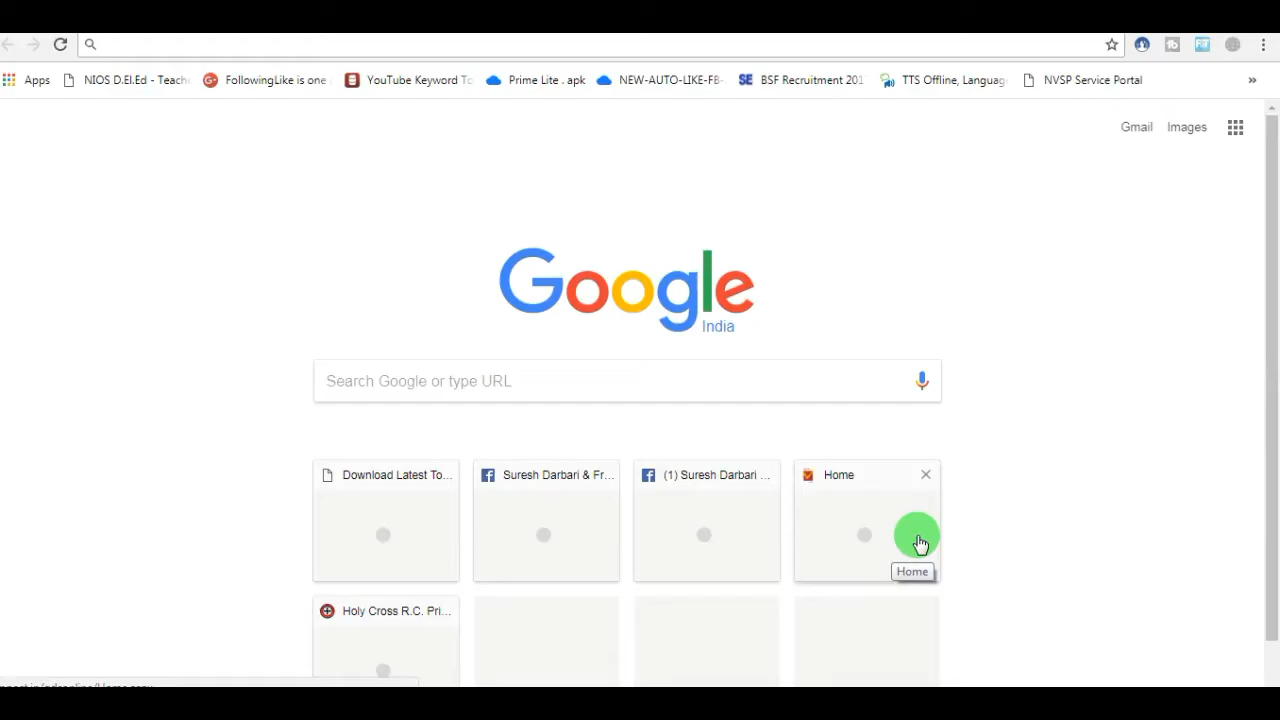 Apps NIOS D.El.Ed - Teach FollowingLike is one YouTube Keyword To Prime Lite . apk NEW-AUTO-LIKE-FB- BSF Recruitment 201 TTS Offline, Languag NVSP Service Portal »
Gmail Images
Google
India
Search Google or type URL
Download Latest To... Suresh Darbari & Fr... (1) Suresh Darbari ... Home
Home
Holy Cross R.C. Pri...